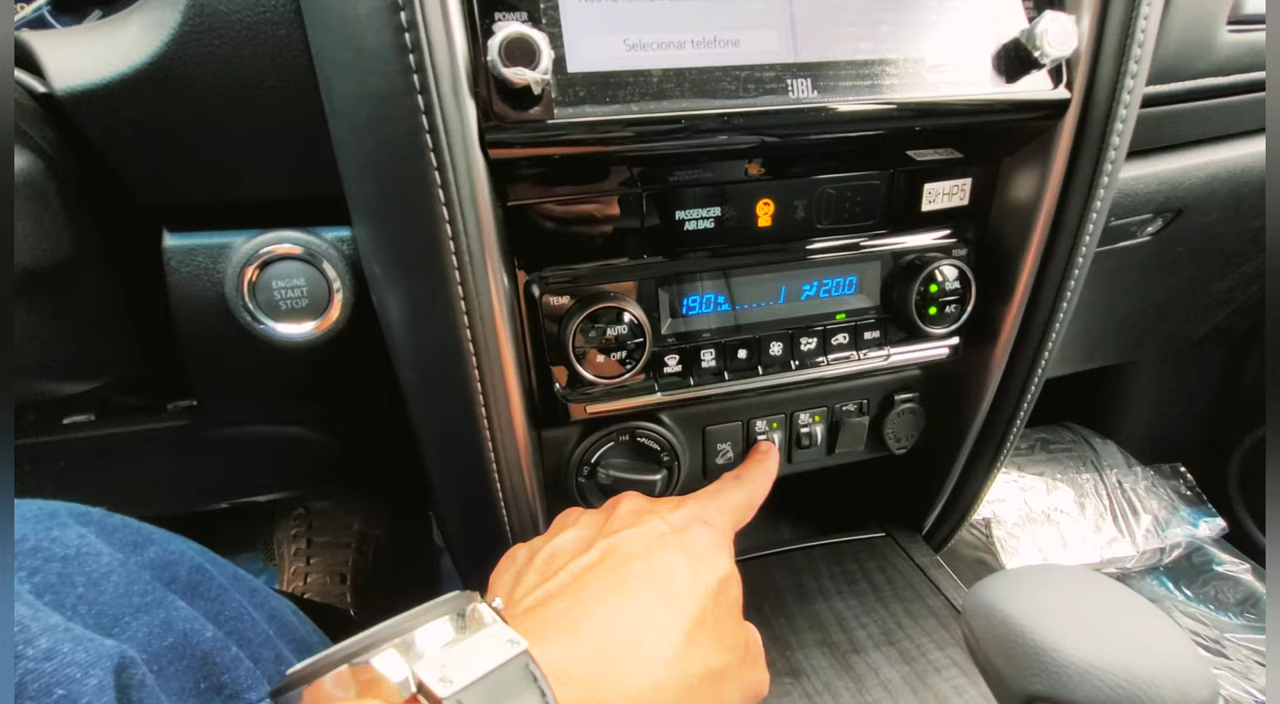 POWER
Selecionar telefone
JBL
PASSENGER
AIR BAG
HP5
TEMP
AUTO
OFF
19.0
20.0
TEMP
DUAL
A/C
FRONT
REAR
REAR
ENGINE
START
STOP
H4
PUSH
L4
DAC